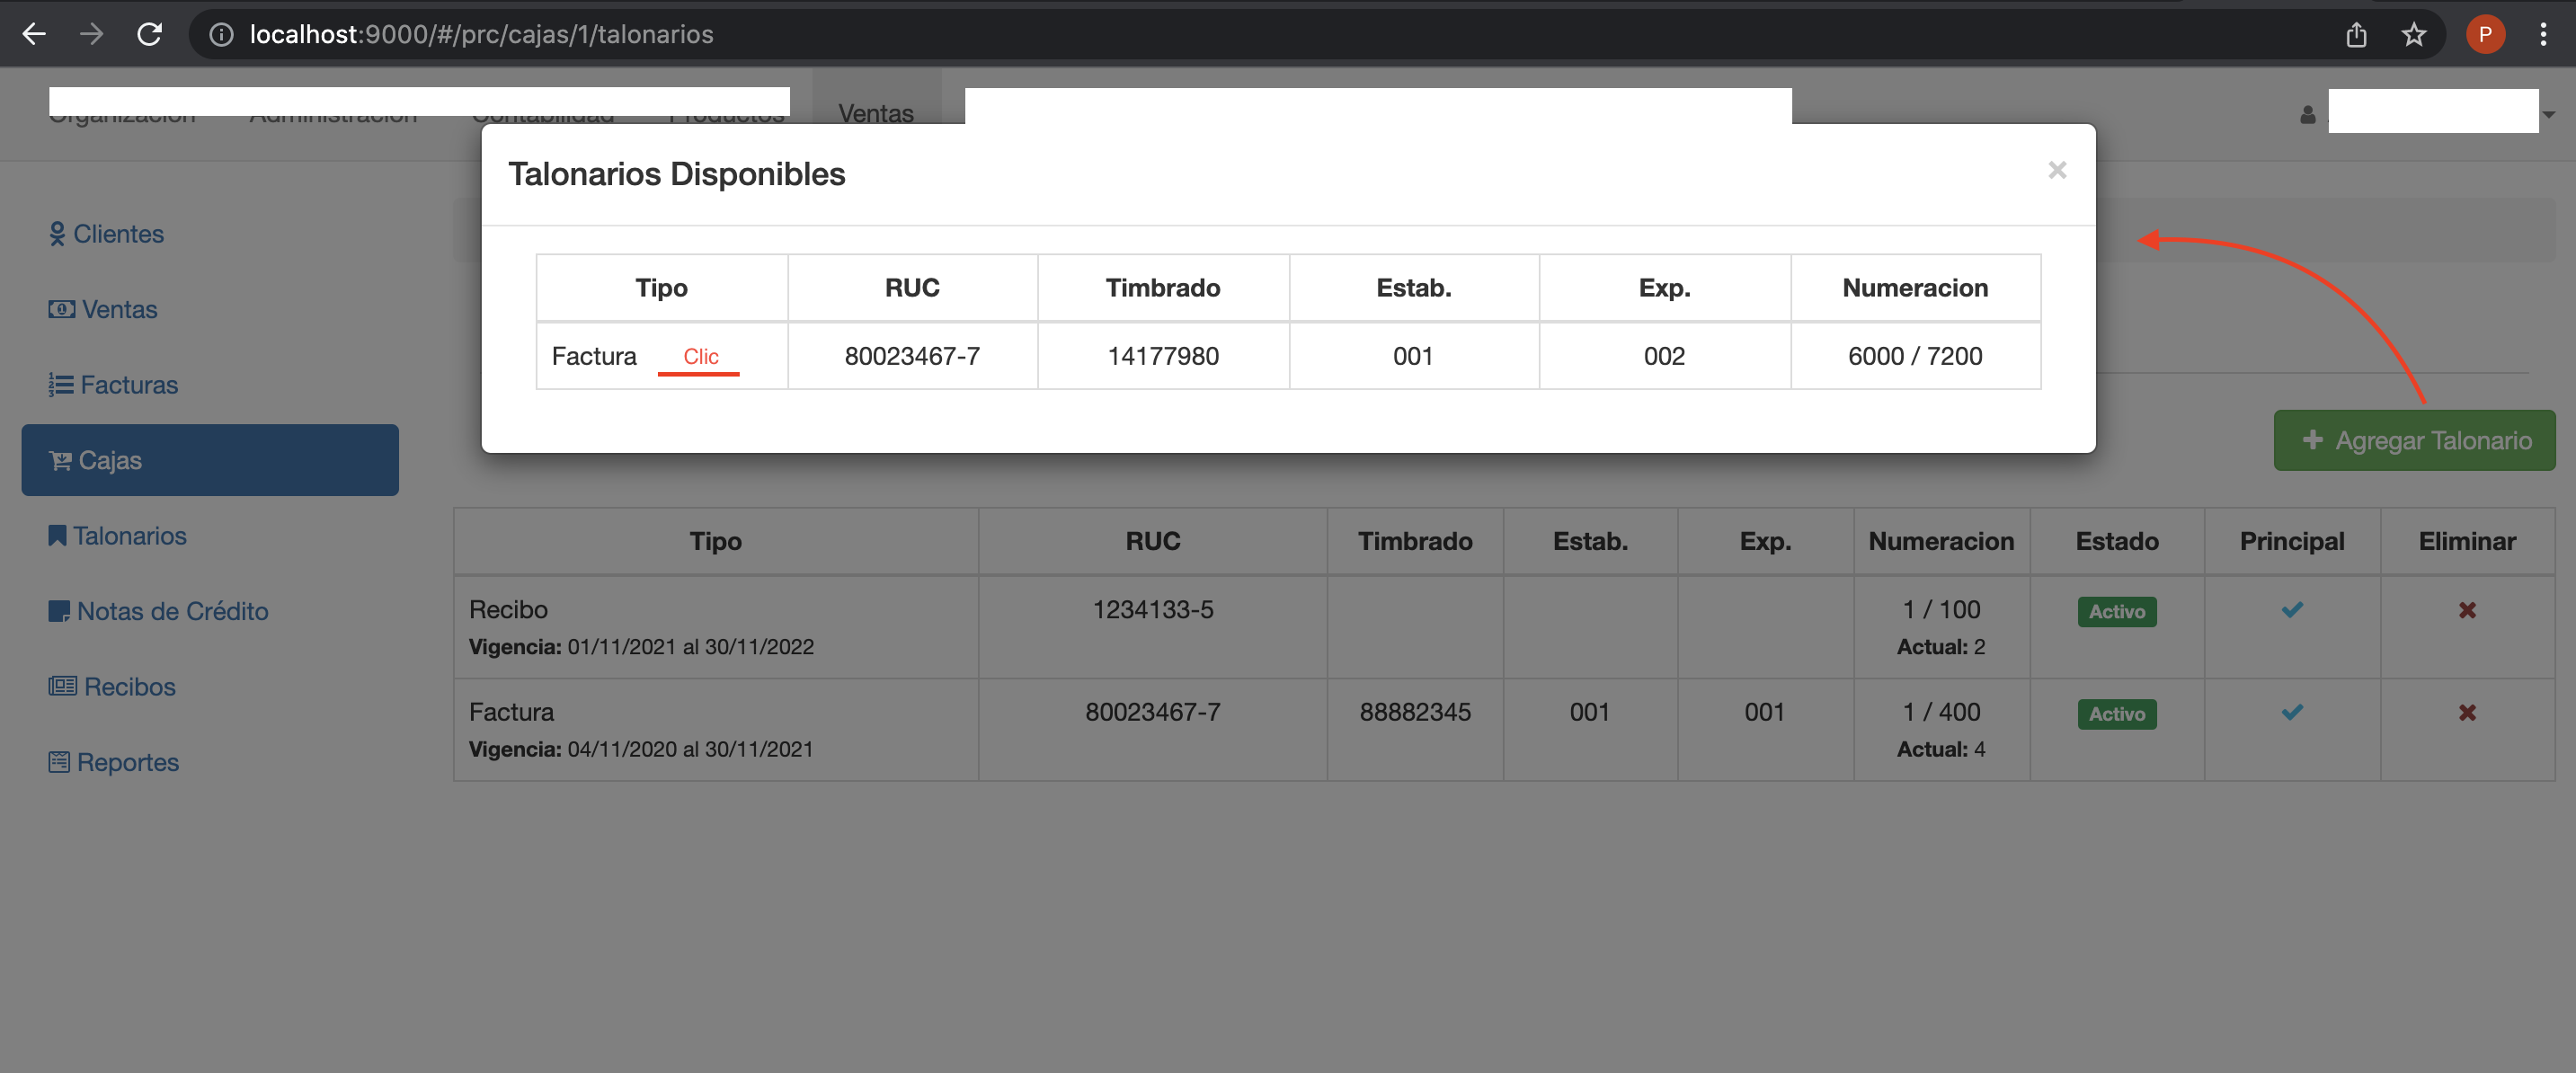 localhost:9000/#/prc/cajas/1/talonarios
P
Organización Administración Contabilidad Productos Ventas
Talonarios Disponibles ×
Tipo RUC Timbrado Estab. Exp. Numeracion
Factura Clic 80023467-7 14177980 001 002 6000 / 7200
Clientes
Ventas
Facturas
Cajas
Talonarios
Notas de Crédito
Recibos
Reportes
Agregar Talonario
Tipo RUC Timbrado Estab. Exp. Numeracion Estado Principal Eliminar
Recibo 1234133-5 1 / 100 Activo
Vigencia: 01/11/2021 al 30/11/2022 Actual: 2
Factura 80023467-7 88882345 001 001 1 / 400 Activo
Vigencia: 04/11/2020 al 30/11/2021 Actual: 4